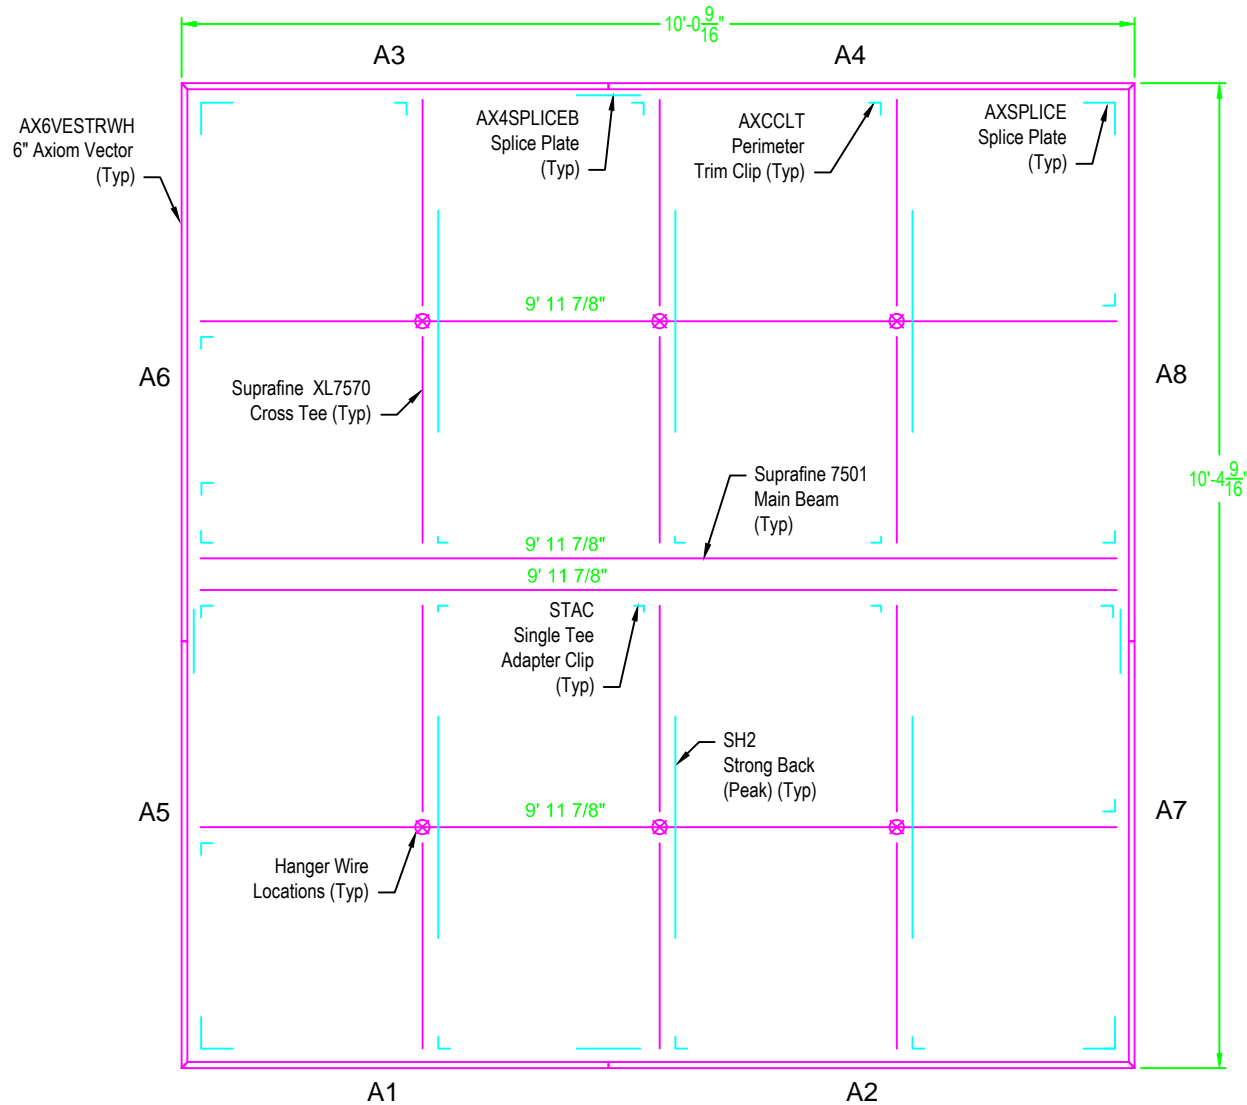 10'-0 9/16"
A3
A4
AX6VESTRWH
6" Axiom Vector
(Typ)
AX4SPLICEB
Splice Plate
(Typ)
AXCCLT
Perimeter
Trim Clip (Typ)
AXSPLICE
Splice Plate
(Typ)
9' 11 7/8"
A6
A8
Suprafine  XL7570
Cross Tee (Typ)
10'-4 9/16"
Suprafine 7501
Main Beam
(Typ)
9' 11 7/8"
9' 11 7/8"
STAC
Single Tee
Adapter Clip
(Typ)
SH2
Strong Back
(Peak) (Typ)
A5
A7
9' 11 7/8"
Hanger Wire
Locations (Typ)
A1
A2